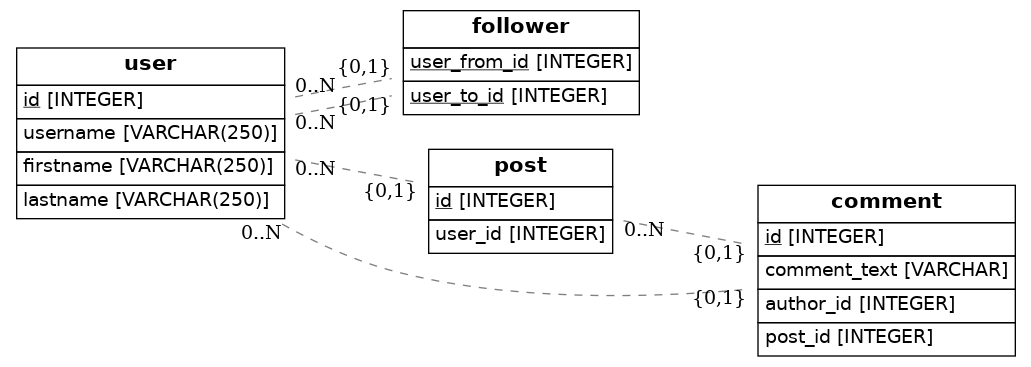 follower
user_from_id [INTEGER]
user_to_id [INTEGER]
user
id [INTEGER]
username [VARCHAR(250)]
firstname [VARCHAR(250)]
lastname [VARCHAR(250)]
{0,1}
0..N
{0,1}
0..N
0..N
{0,1}
0..N
post
id [INTEGER]
user_id [INTEGER]
0..N
{0,1}
{0,1}
comment
id [INTEGER]
comment_text [VARCHAR]
author_id [INTEGER]
post_id [INTEGER]